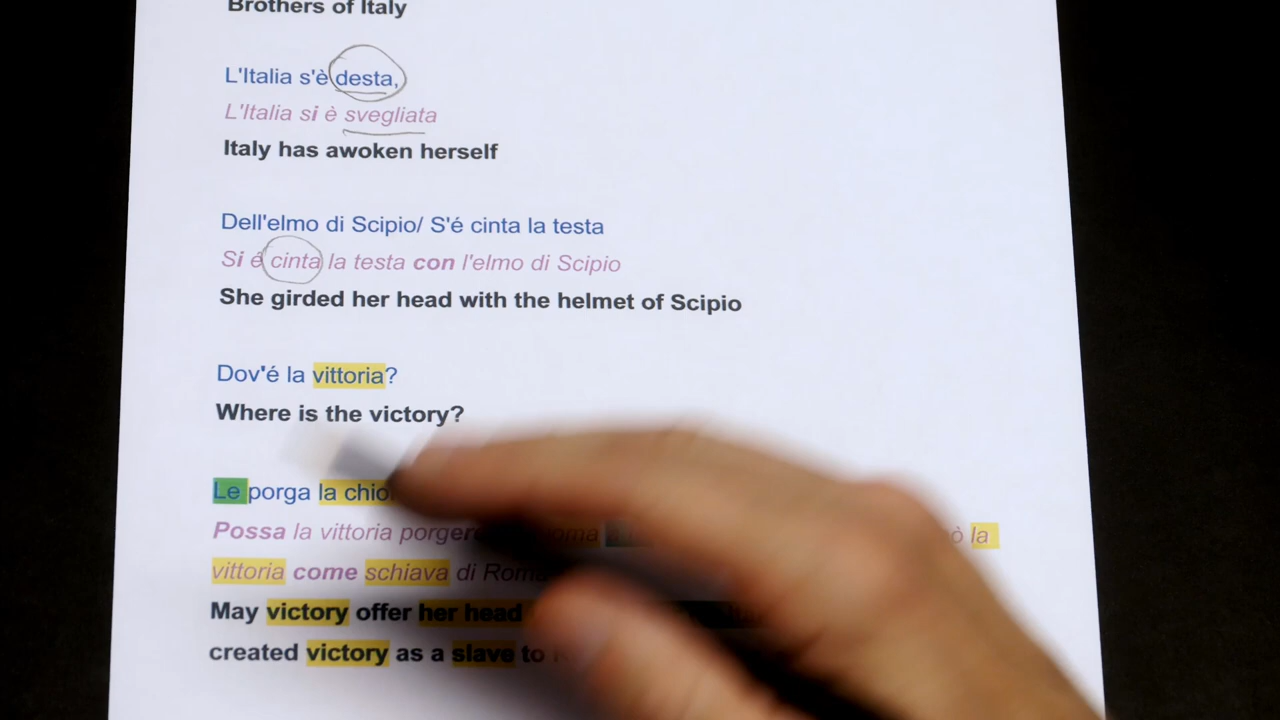 Brothers of Italy
L'Italia s'è desta,
L'Italia si è svegliata
Italy has awoken herself
Dell'elmo di Scipio/ S'é cinta la testa
Si é cinta la testa con l'elmo di Scipio
She girded her head with the helmet of Scipio
Dov'é la vittoria?
Where is the victory?
Le porga la
Possa la vittoria la
vittoria come schiava di
May victory offer her head
created victory as a slave to